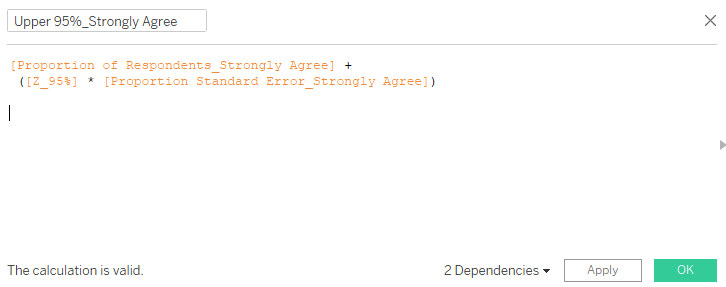 Upper 95%_Strongly Agree
[Proportion of Respondents_Strongly Agree] +
([Z_95%] * [Proportion Standard Error_Strongly Agree])
The calculation is valid.
2 Dependencies
Apply
OK